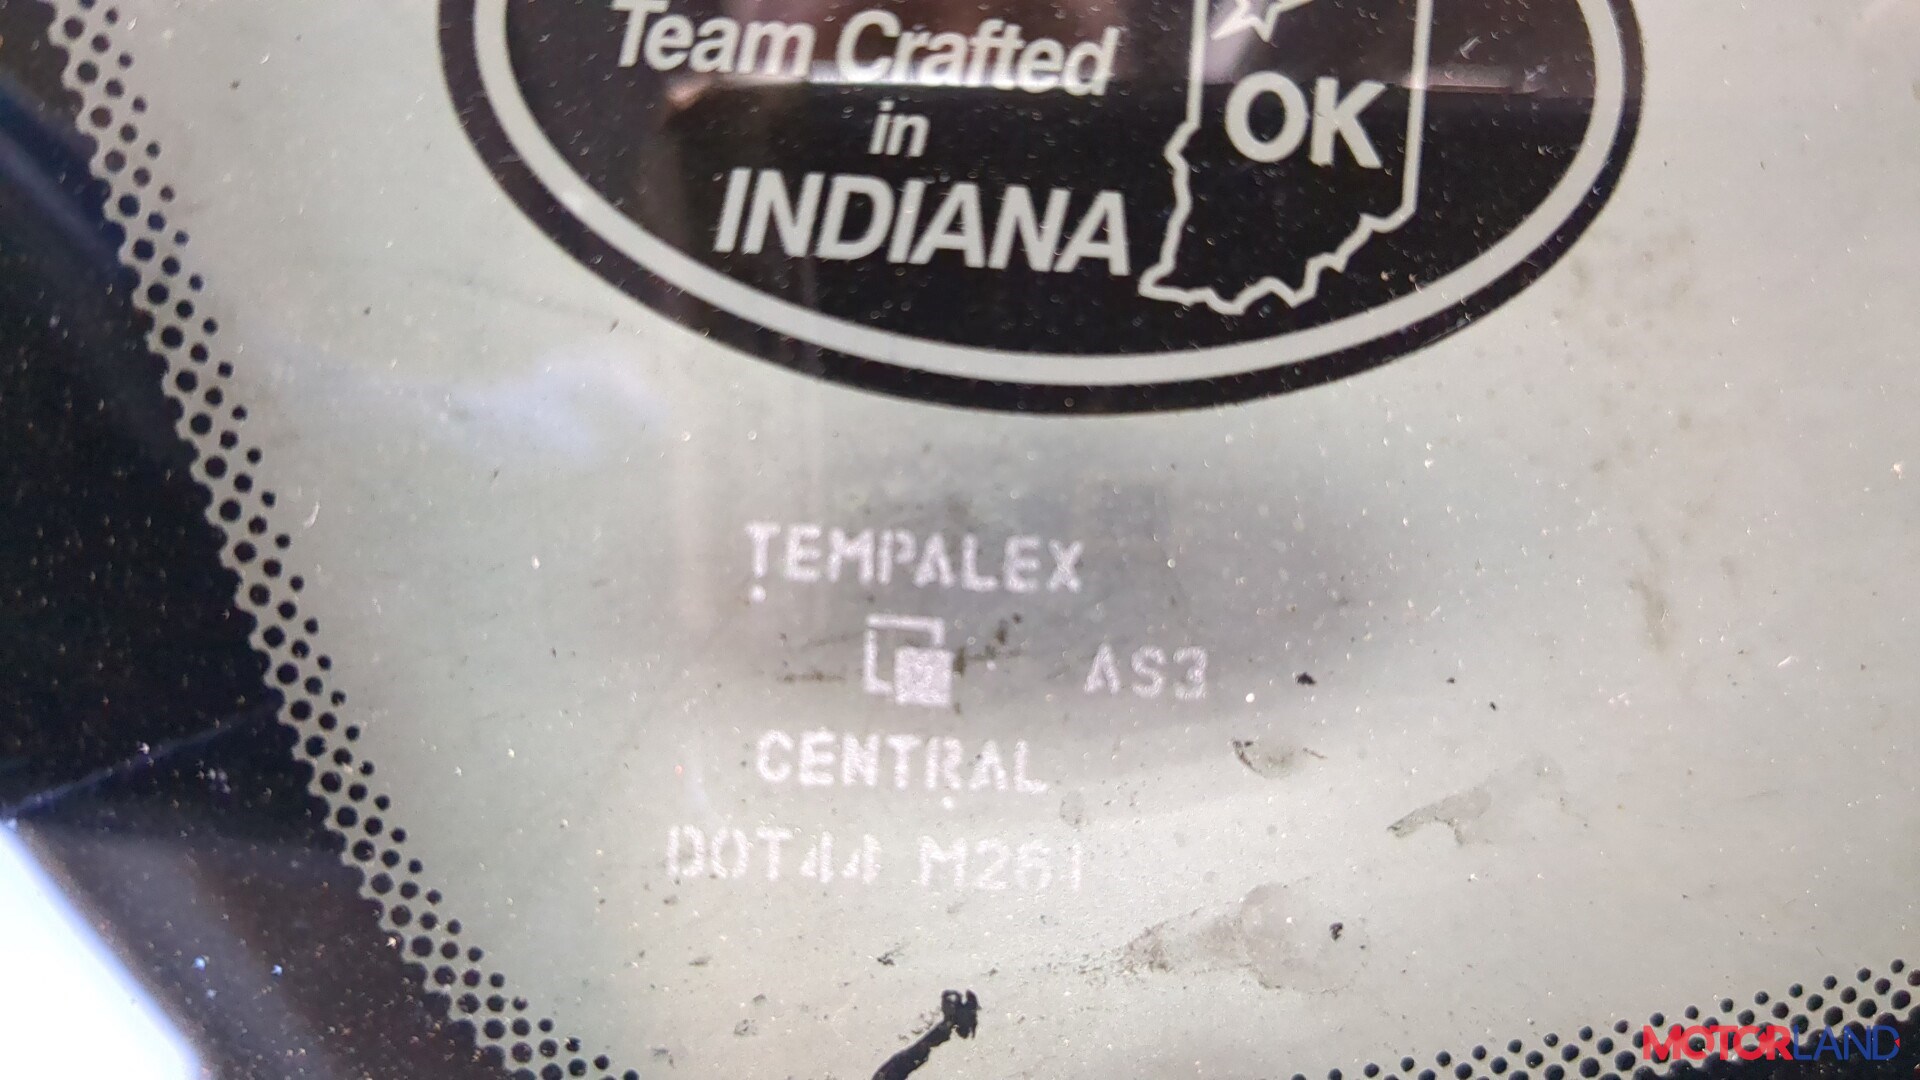 Team Crafted
in
INDIANA
OK
TEMPALEX
AS3
CENTRAL
DOT44 M261
MOTORLAND